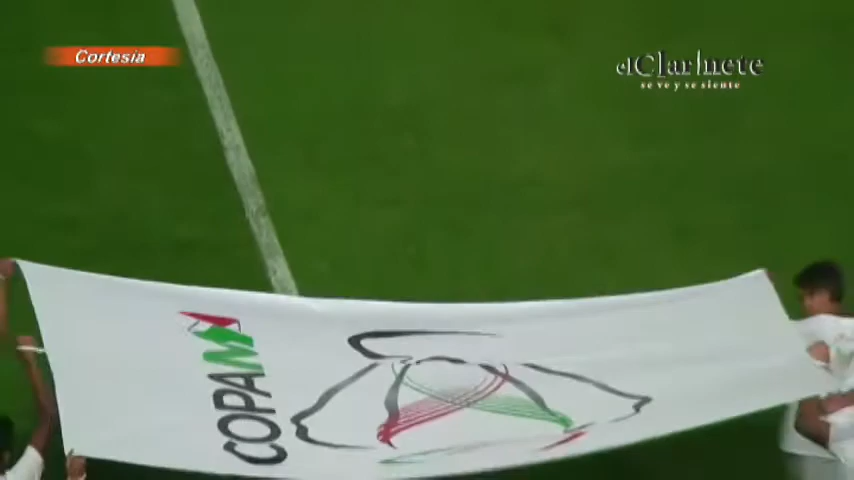 Cortesia
elClarinete
se ve y se siente
COPA MX